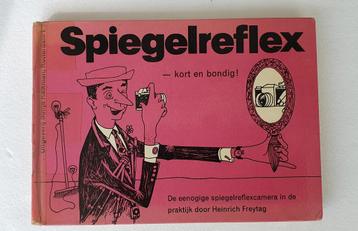 Spiegelreflex
— kort en bondig!
De eenogige spiegelreflexcamera in de
praktijk door Heinrich Freytag